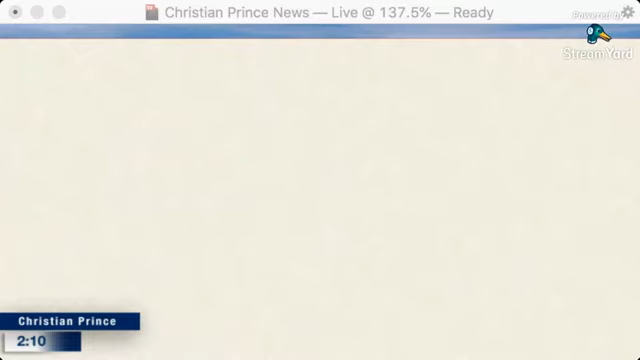 Christian Prince News — Live @ 137.5% — Ready
Powered by
StreamYard
Christian Prince
2:10